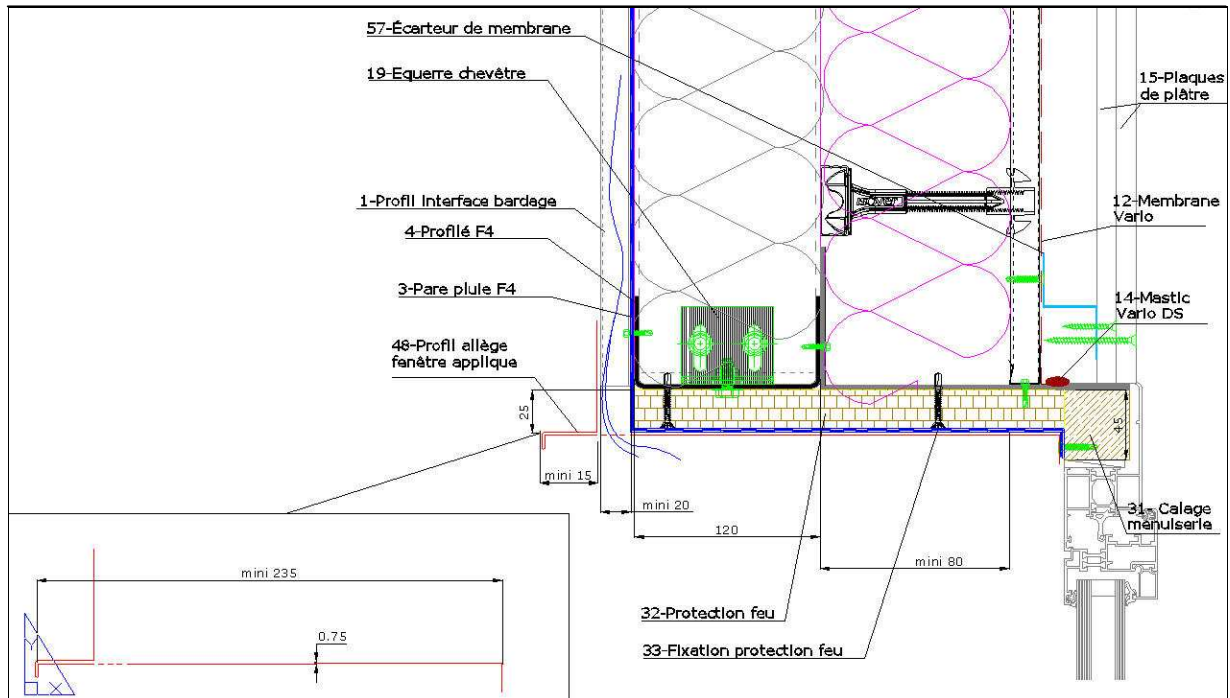 57-Écarteur de membrane
19-Equerre chevêtre
15-Plaques
de plâtre
1-Profil Interface bardage
4-Profilé F4
12-Membrane
Vario
3-Pare pluie F4
14-Mastic
Vario DS
48-Profil allège
fenêtre applique
25
45
mini 15
mini 20
31- Calage
menuiserie
120
mini 80
mini 235
32-Protection feu
0.75
33-Fixation protection feu
Y
X